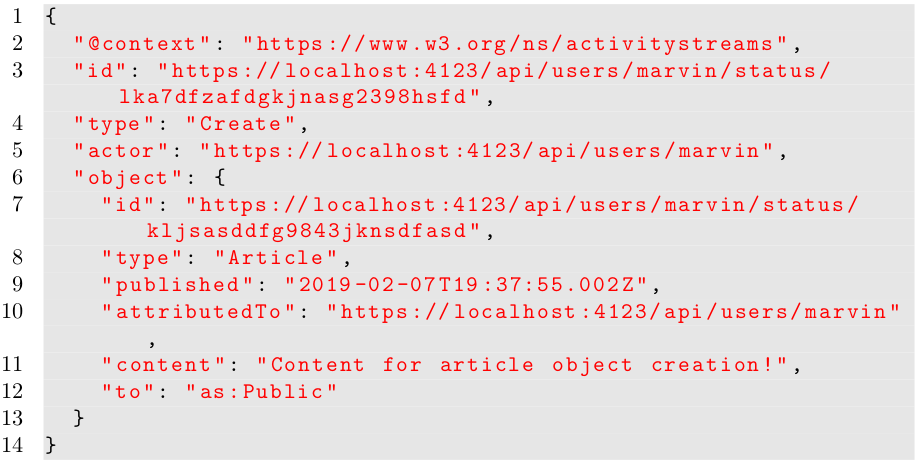 1 {
2 "@context": "https://www.w3.org/ns/activitystreams",
3 "id": "https://localhost:4123/api/users/marvin/status/
lka7dfzafdgkjnasg2398hsfd",
4 "type": "Create",
5 "actor": "https://localhost:4123/api/users/marvin",
6 "object": {
7 "id": "https://localhost:4123/api/users/marvin/status/
kljsasddfg9843jknsdfasd",
8 "type": "Article",
9 "published": "2019-02-07T19:37:55.002Z",
10 "attributedTo": "https://localhost:4123/api/users/marvin"
,
11 "content": "Content for article object creation!",
12 "to": "as:Public"
13 }
14 }